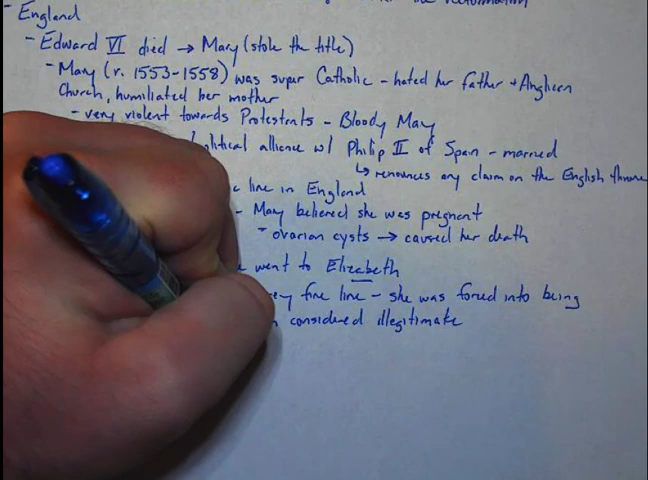 the Reformation
- England
- Edward VI died → Mary (stole the title)
- Mary (r. 1553-1558) was super Catholic - hated her father + Anglican
Church, humiliated her mother
- very violent towards Protestants - Bloody Mary
political alliance w/ Philip II of Span - married
↳ renounces any claim on the English throne
line in England
- Mary believed she was pregnant
- ovarian cysts → caused her death
went to Elizabeth
fine line - she was forced into being
considered illegitimate